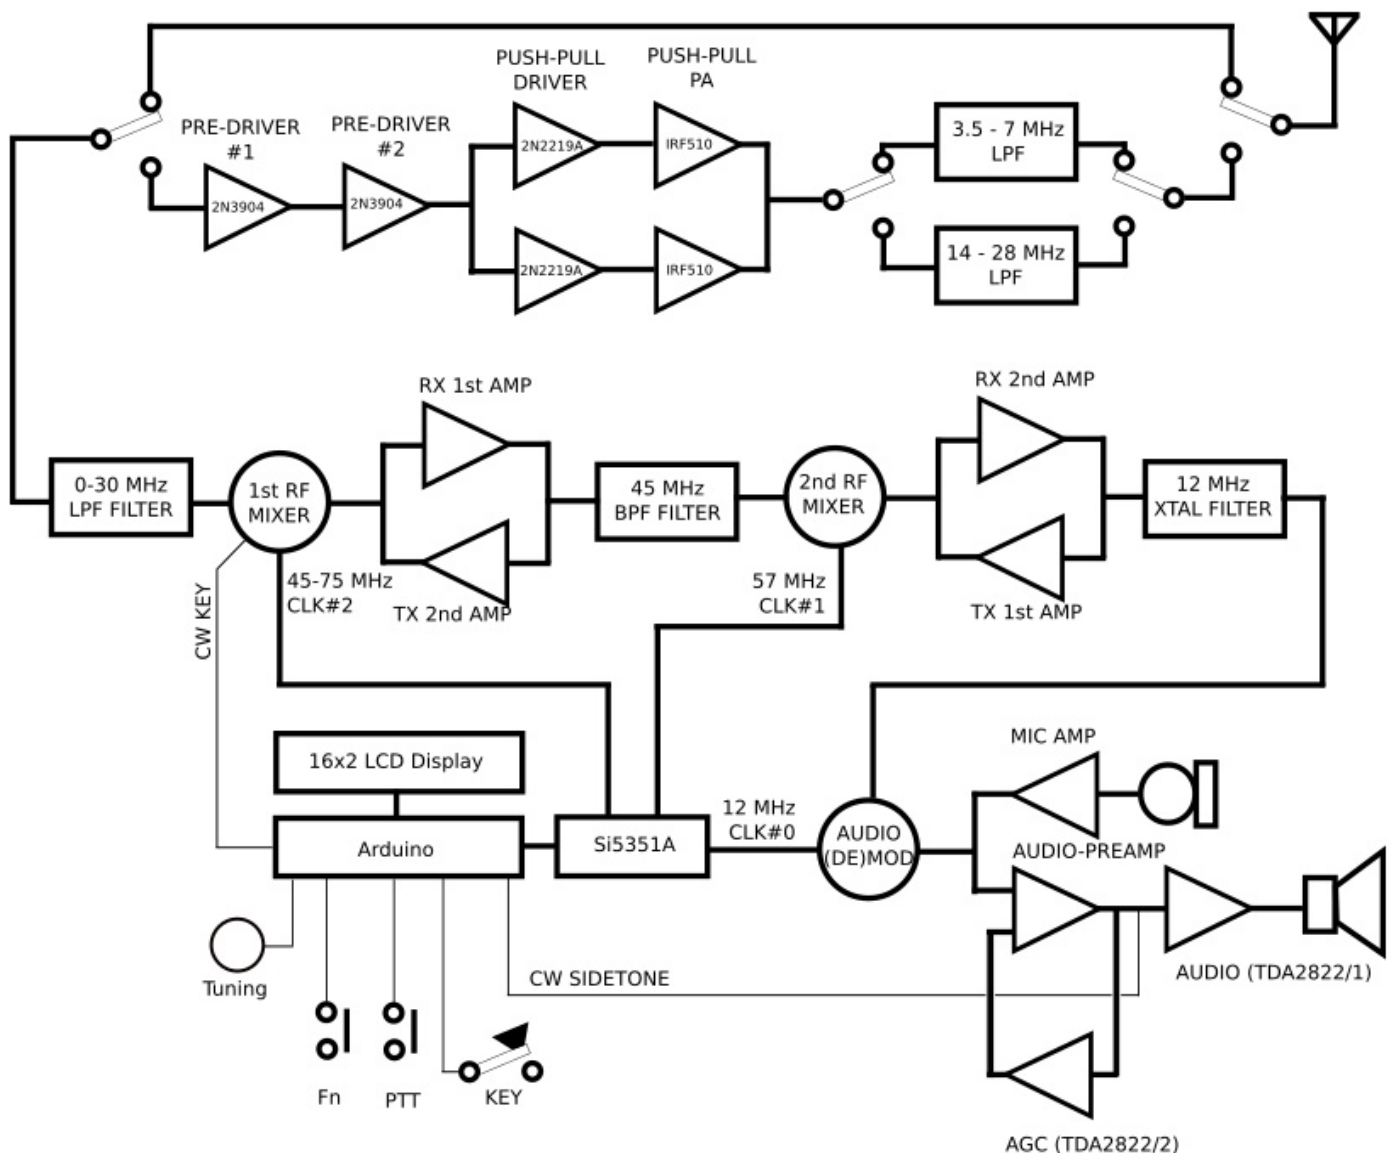 PUSH-PULL
DRIVER
PUSH-PULL
PA
PRE-DRIVER
#1
PRE-DRIVER
#2
2N2219A
IRF510
3.5 - 7 MHz
LPF
2N3904
2N3904
2N2219A
IRF510
14 - 28 MHz
LPF
RX 1st AMP
RX 2nd AMP
0-30 MHz
LPF FILTER
1st RF
MIXER
45 MHz
BPF FILTER
2nd RF
MIXER
12 MHz
XTAL FILTER
45-75 MHz
CLK#2
TX 2nd AMP
57 MHz
CLK#1
TX 1st AMP
CW KEY
16x2 LCD Display
MIC AMP
Arduino
Si5351A
12 MHz
CLK#0
AUDIO
(DE)MOD
AUDIO-PREAMP
Tuning
CW SIDETONE
AUDIO (TDA2822/1)
Fn
PTT
KEY
AGC (TDA2822/2)